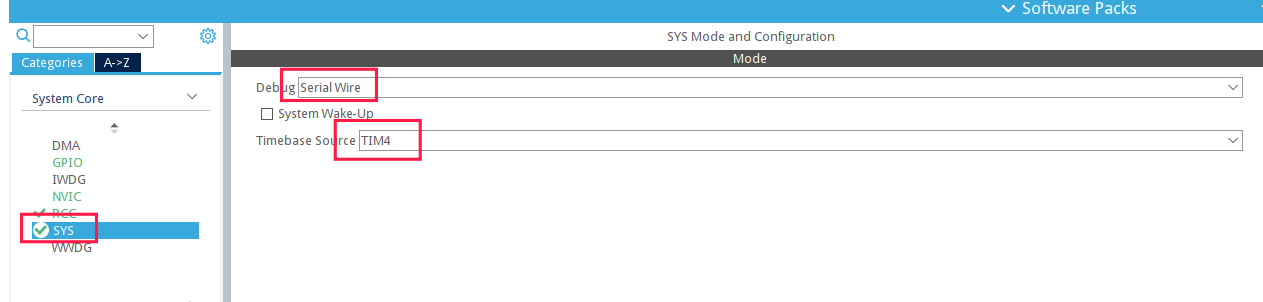 Software Packs
Categories A->Z
System Core
DMA
GPIO
IWDG
NVIC
RCC
SYS
WWDG
SYS Mode and Configuration
Mode
Debug Serial Wire
System Wake-Up
Timebase Source TIM4